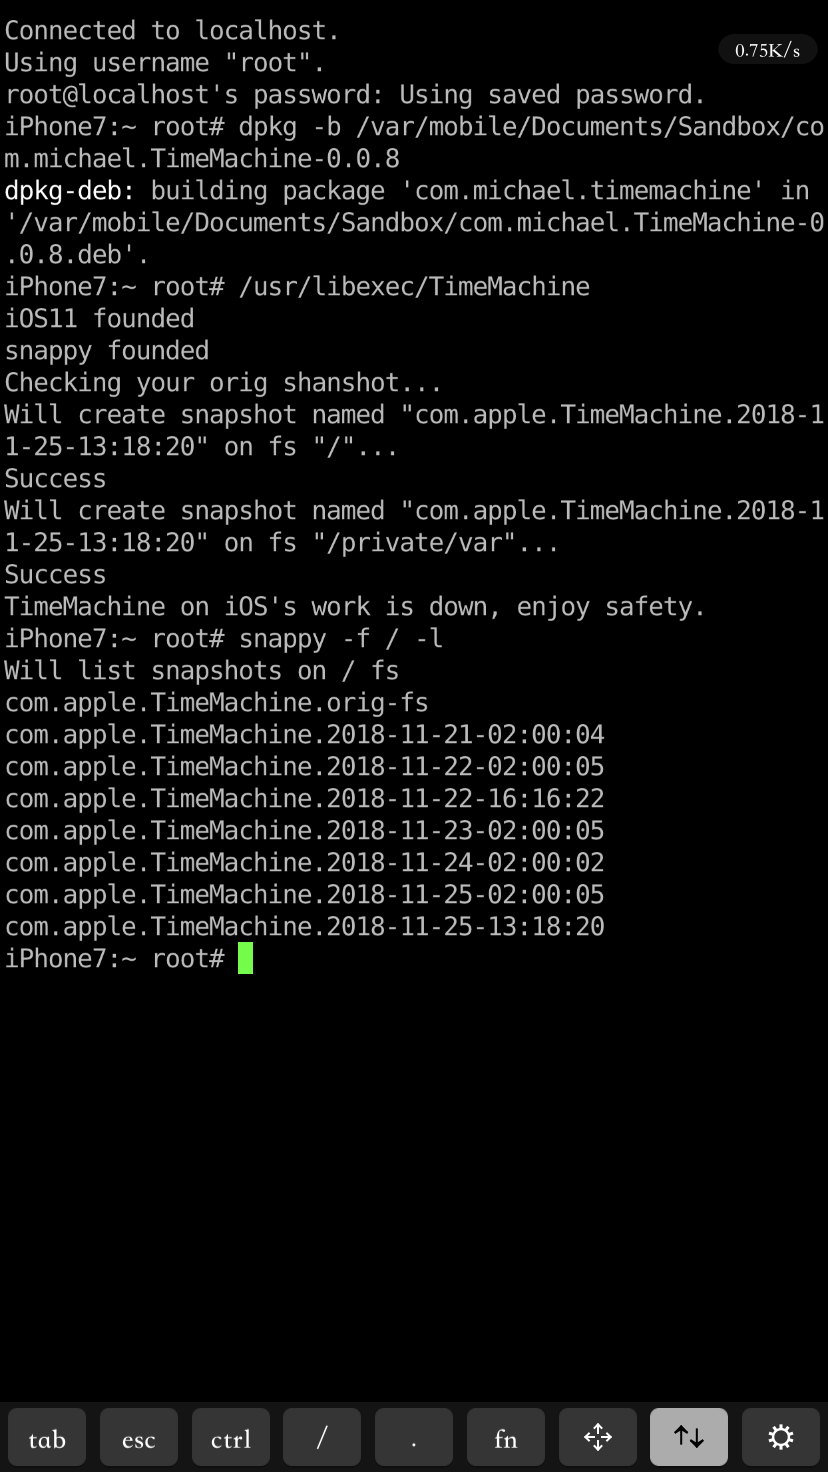 Connected to localhost.
0.75K/s
Using username "root".
root@localhost's password: Using saved password.
iPhone7:~ root# dpkg -b /var/mobile/Documents/Sandbox/co
m.michael.TimeMachine-0.0.8
dpkg-deb: building package 'com.michael.timemachine' in
'/var/mobile/Documents/Sandbox/com.michael.TimeMachine-0
.0.8.deb'.
iPhone7:~ root# /usr/libexec/TimeMachine
iOS11 founded
snappy founded
Checking your orig shanshot...
Will create snapshot named "com.apple.TimeMachine.2018-1
1-25-13:18:20" on fs "/"...
Success
Will create snapshot named "com.apple.TimeMachine.2018-1
1-25-13:18:20" on fs "/private/var"...
Success
TimeMachine on iOS's work is down, enjoy safety.
iPhone7:~ root# snappy -f / -l
Will list snapshots on / fs
com.apple.TimeMachine.orig-fs
com.apple.TimeMachine.2018-11-21-02:00:04
com.apple.TimeMachine.2018-11-22-02:00:05
com.apple.TimeMachine.2018-11-22-16:16:22
com.apple.TimeMachine.2018-11-23-02:00:05
com.apple.TimeMachine.2018-11-24-02:00:02
com.apple.TimeMachine.2018-11-25-02:00:05
com.apple.TimeMachine.2018-11-25-13:18:20
iPhone7:~ root#
tab esc ctrl / . fn